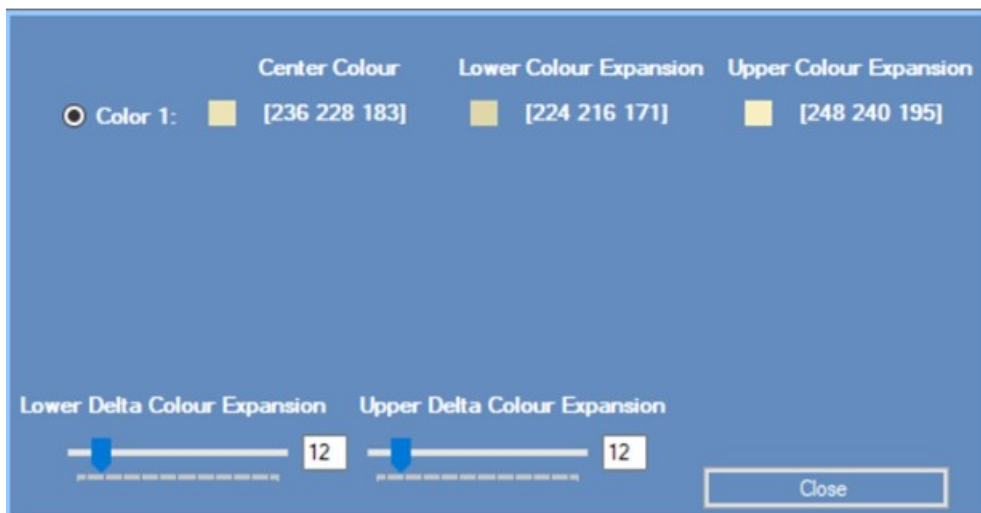 Center Colour Lower Colour Expansion Upper Colour Expansion
Color 1: [236 228 183] [224 216 171] [248 240 195]
Lower Delta Colour Expansion Upper Delta Colour Expansion
12 12
Close